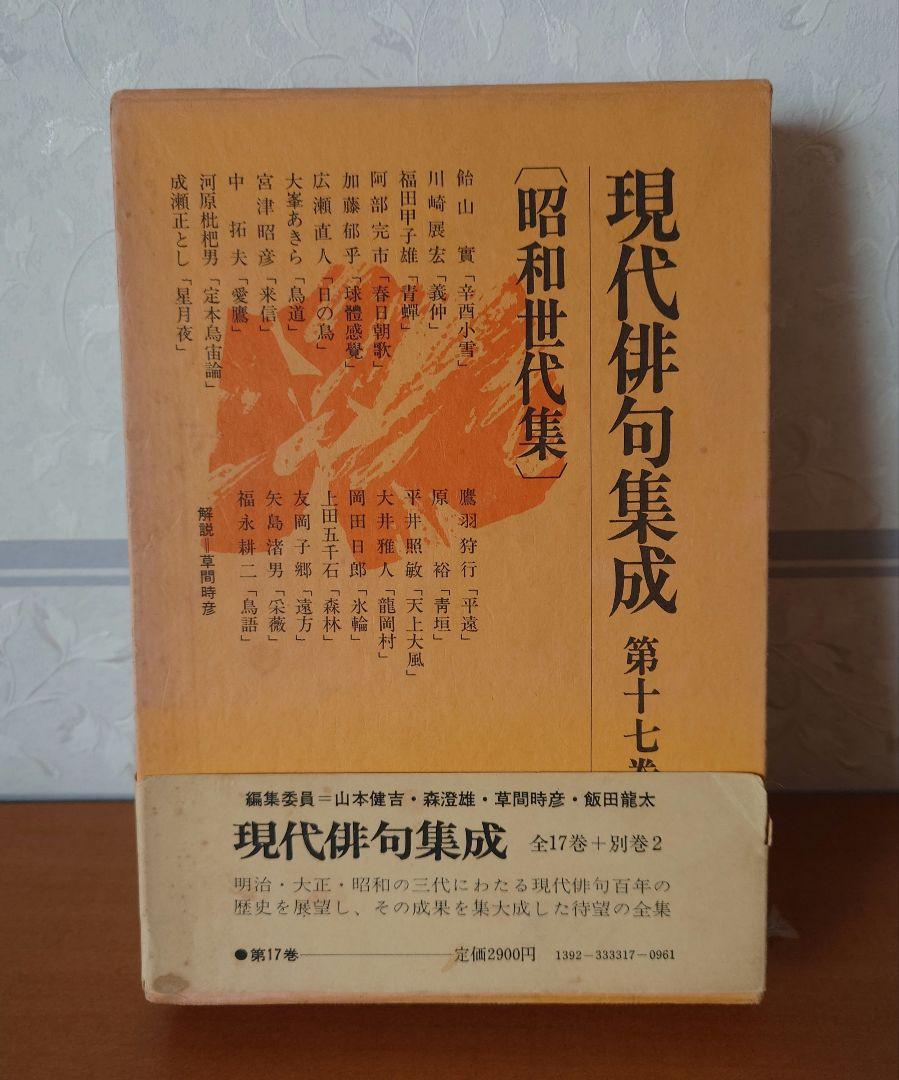 現代俳句集成 第十七巻
〔昭和世代集〕
飴山實「辛酉小雪」
川崎展宏「義仲」
福田甲子雄「青蟬」
阿部完市「春日朝歌」
加藤郁乎「球體感覺」
広瀬直人「日の鳥」
大峯あきら「鳥道」
宮津昭彦「来信」
中拓夫「愛鷹」
河原枇杷男「定本烏宙論」
成瀬正とし「星月夜」
鷹羽狩行「平遠」
原裕「青垣」
平井照敏「天上大風」
大井雅人「龍岡村」
岡田日郎「氷輪」
上田五千石「森林」
友岡子郷「遠方」
矢島渚男「采薇」
福永耕二「鳥語」
解説＝草間時彦
編集委員＝山本健吉・森澄雄・草間時彦・飯田龍太
現代俳句集成 全17巻＋別巻2
明治・大正・昭和の三代にわたる現代俳句百年の
歴史を展望し、その成果を集大成した待望の全集
●第17巻 定価2900円 1392-333317-0961